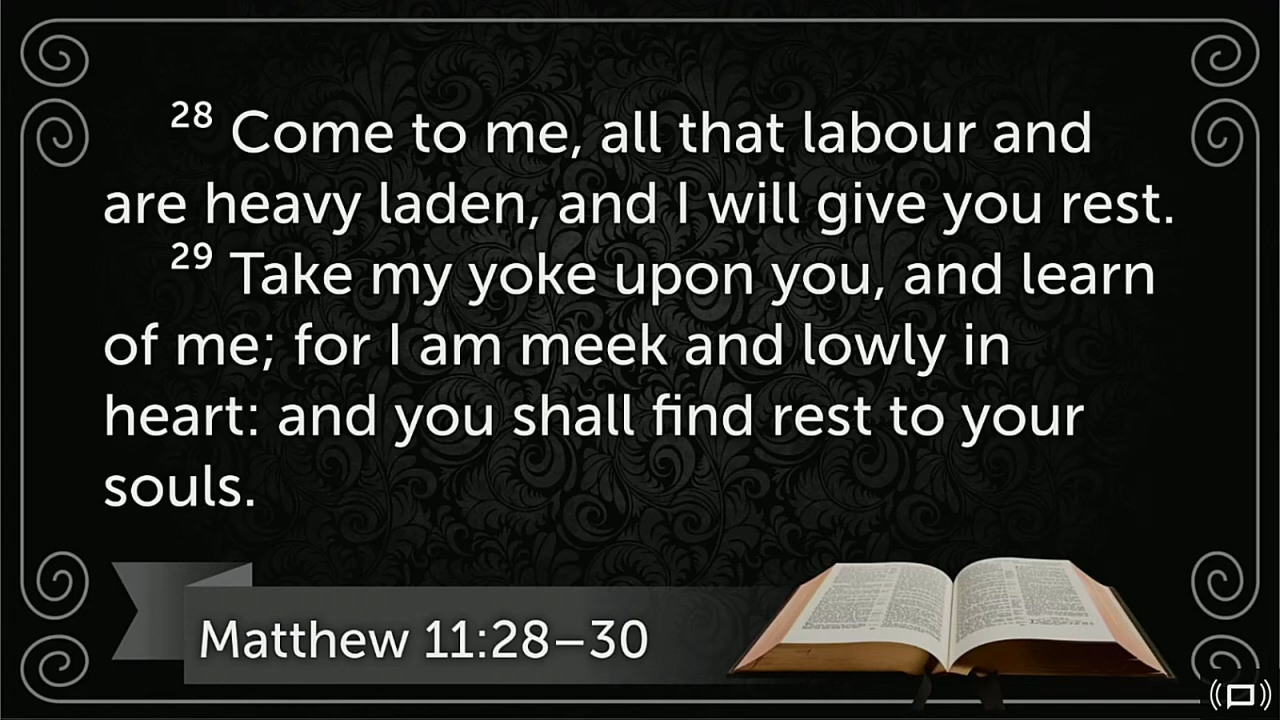 28 Come to me, all that labour and
are heavy laden, and I will give you rest.
29 Take my yoke upon you, and learn
of me; for I am meek and lowly in
heart: and you shall find rest to your
souls.
Matthew 11:28–30